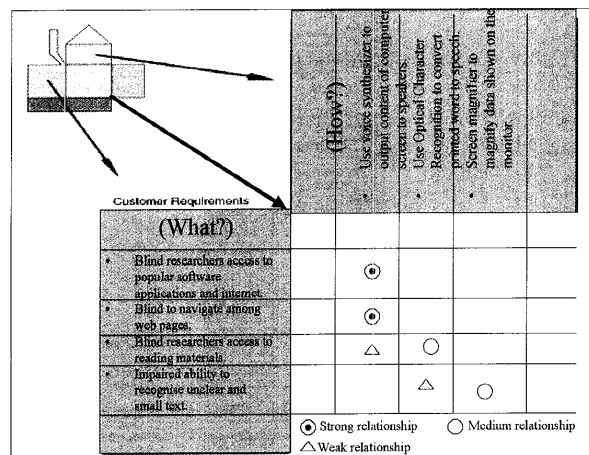 (How?)
• Use voice synthesizer to
output content of computer
screen to speakers.
• Use Optical Character
Recognition to convert
printed word to speech
• Screen magnifier to
magnify data shown on the
monitor.
Customer Requirements
(What?)
• Blind researchers access to
popular software
applications and internet.
• Blind to navigate among
web pages.
• Blind researchers access to
reading materials.
• Impaired ability to
recognise unclear and
small text.
Strong relationship
Medium relationship
Weak relationship